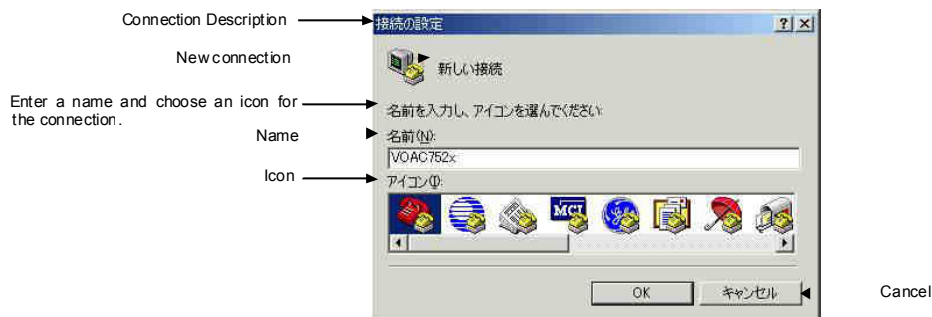 Connection Description
接続の設定
New connection
新しい接続
Enter a name and choose an icon for
the connection.
名前を入力し、アイコンを選んでください:
Name
名前(N):
VOAC752x
Icon
アイコン(I):
MCI
OK
キャンセル
Cancel